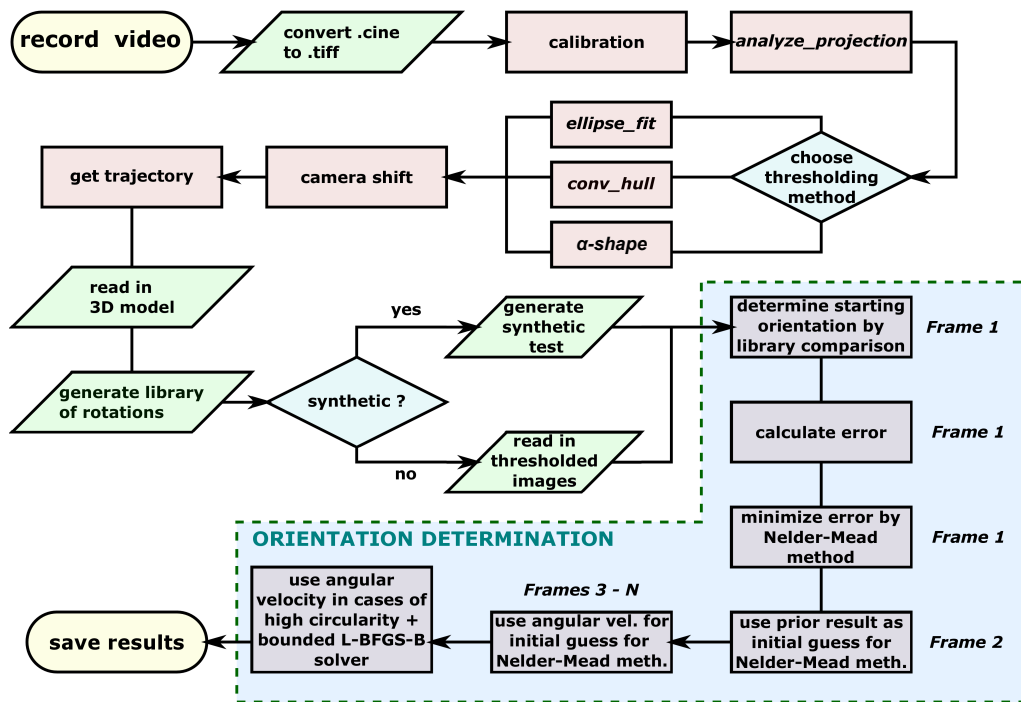 record  video
convert .cine
to .tiff
calibration
analyze_projection
ellipse_fit
conv_hull
α-shape
choose
thresholding
method
camera shift
get trajectory
read in
3D model
generate library
of rotations
synthetic ?
yes
no
generate
synthetic
test
read in
thresholded
images
determine starting
orientation by
library comparison
Frame 1
calculate error
Frame 1
minimize error by
Nelder-Mead
method
Frame 1
ORIENTATION DETERMINATION
use prior result as
initial guess for
Nelder-Mead meth.
Frame 2
Frames 3 - N
use angular vel. for
initial guess for
Nelder-Mead meth.
use angular
velocity in cases of
high circularity +
bounded L-BFGS-B
solver
save results